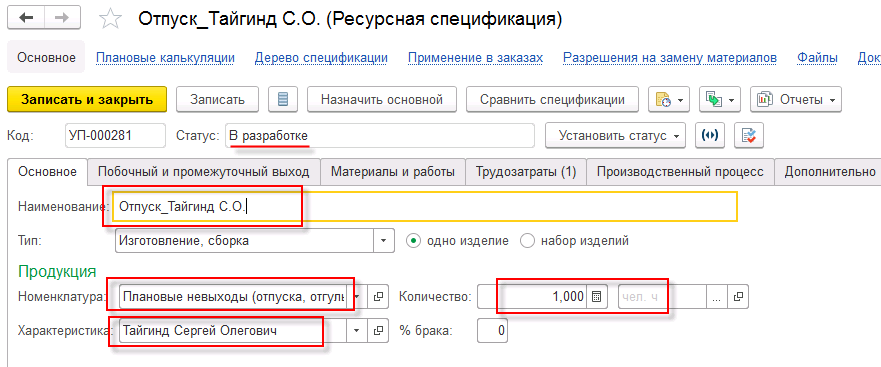 Отпуск_Тайгинд С.О. (Ресурсная спецификация)
Основное Плановые калькуляции Дерево спецификации Применение в заказах Разрешения на замену материалов Файлы Док
Записать и закрыть Записать Назначить основной Сравнить спецификации Отчеты
Код: УП-000281 Статус: В разработке Установить статус
Основное Побочный и промежуточный выход Материалы и работы Трудозатраты (1) Производственный процесс Дополнительно
Наименование: Отпуск_Тайгинд С.О.
Тип: Изготовление, сборка одно изделие набор изделий
Продукция
Номенклатура: Плановые невыходы (отпуска, отгулы Количество: 1,000 чел. ч ...
Характеристика: Тайгинд Сергей Олегович % брака: 0